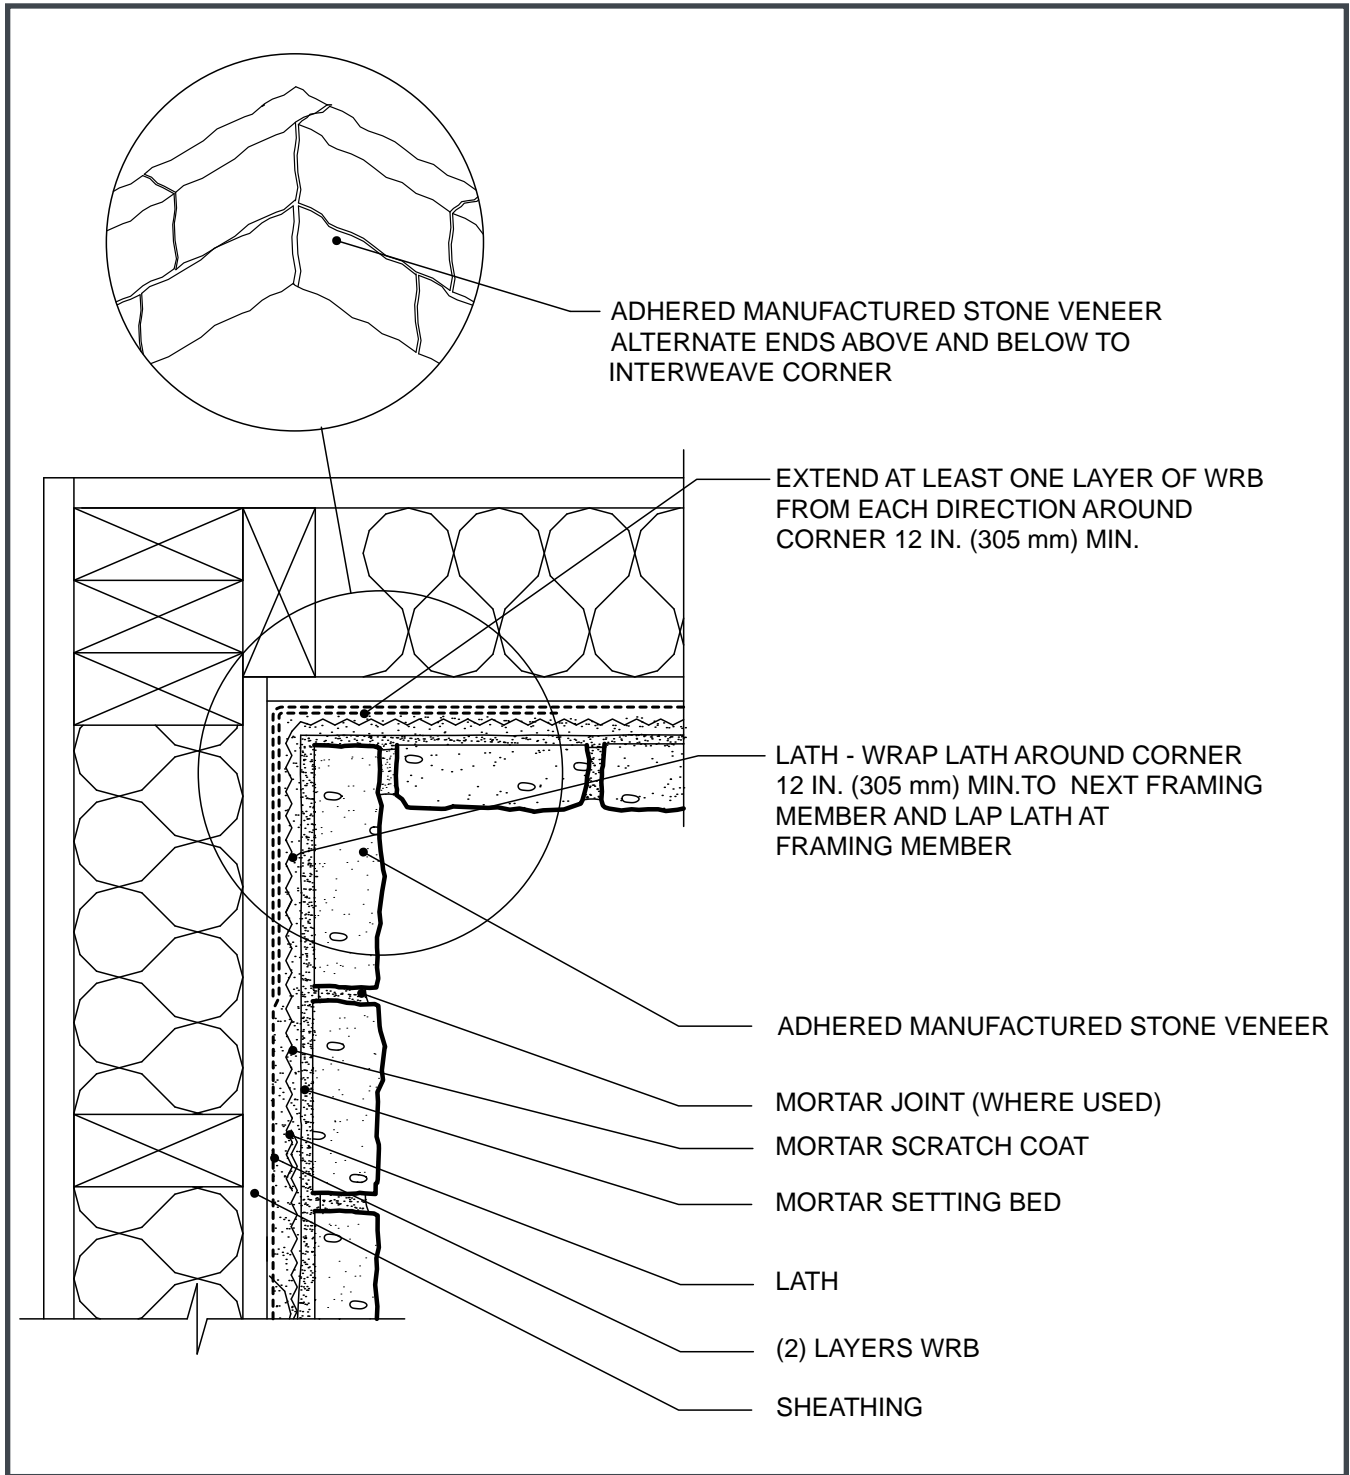 ADHERED MANUFACTURED STONE VENEER
ALTERNATE ENDS ABOVE AND BELOW TO
INTERWEAVE CORNER
EXTEND AT LEAST ONE LAYER OF WRB
FROM EACH DIRECTION AROUND
CORNER 12 IN. (305 mm) MIN.
LATH - WRAP LATH AROUND CORNER
12 IN. (305 mm) MIN.TO NEXT FRAMING
MEMBER AND LAP LATH AT
FRAMING MEMBER
ADHERED MANUFACTURED STONE VENEER
MORTAR JOINT (WHERE USED)
MORTAR SCRATCH COAT
MORTAR SETTING BED
LATH
(2) LAYERS WRB
SHEATHING